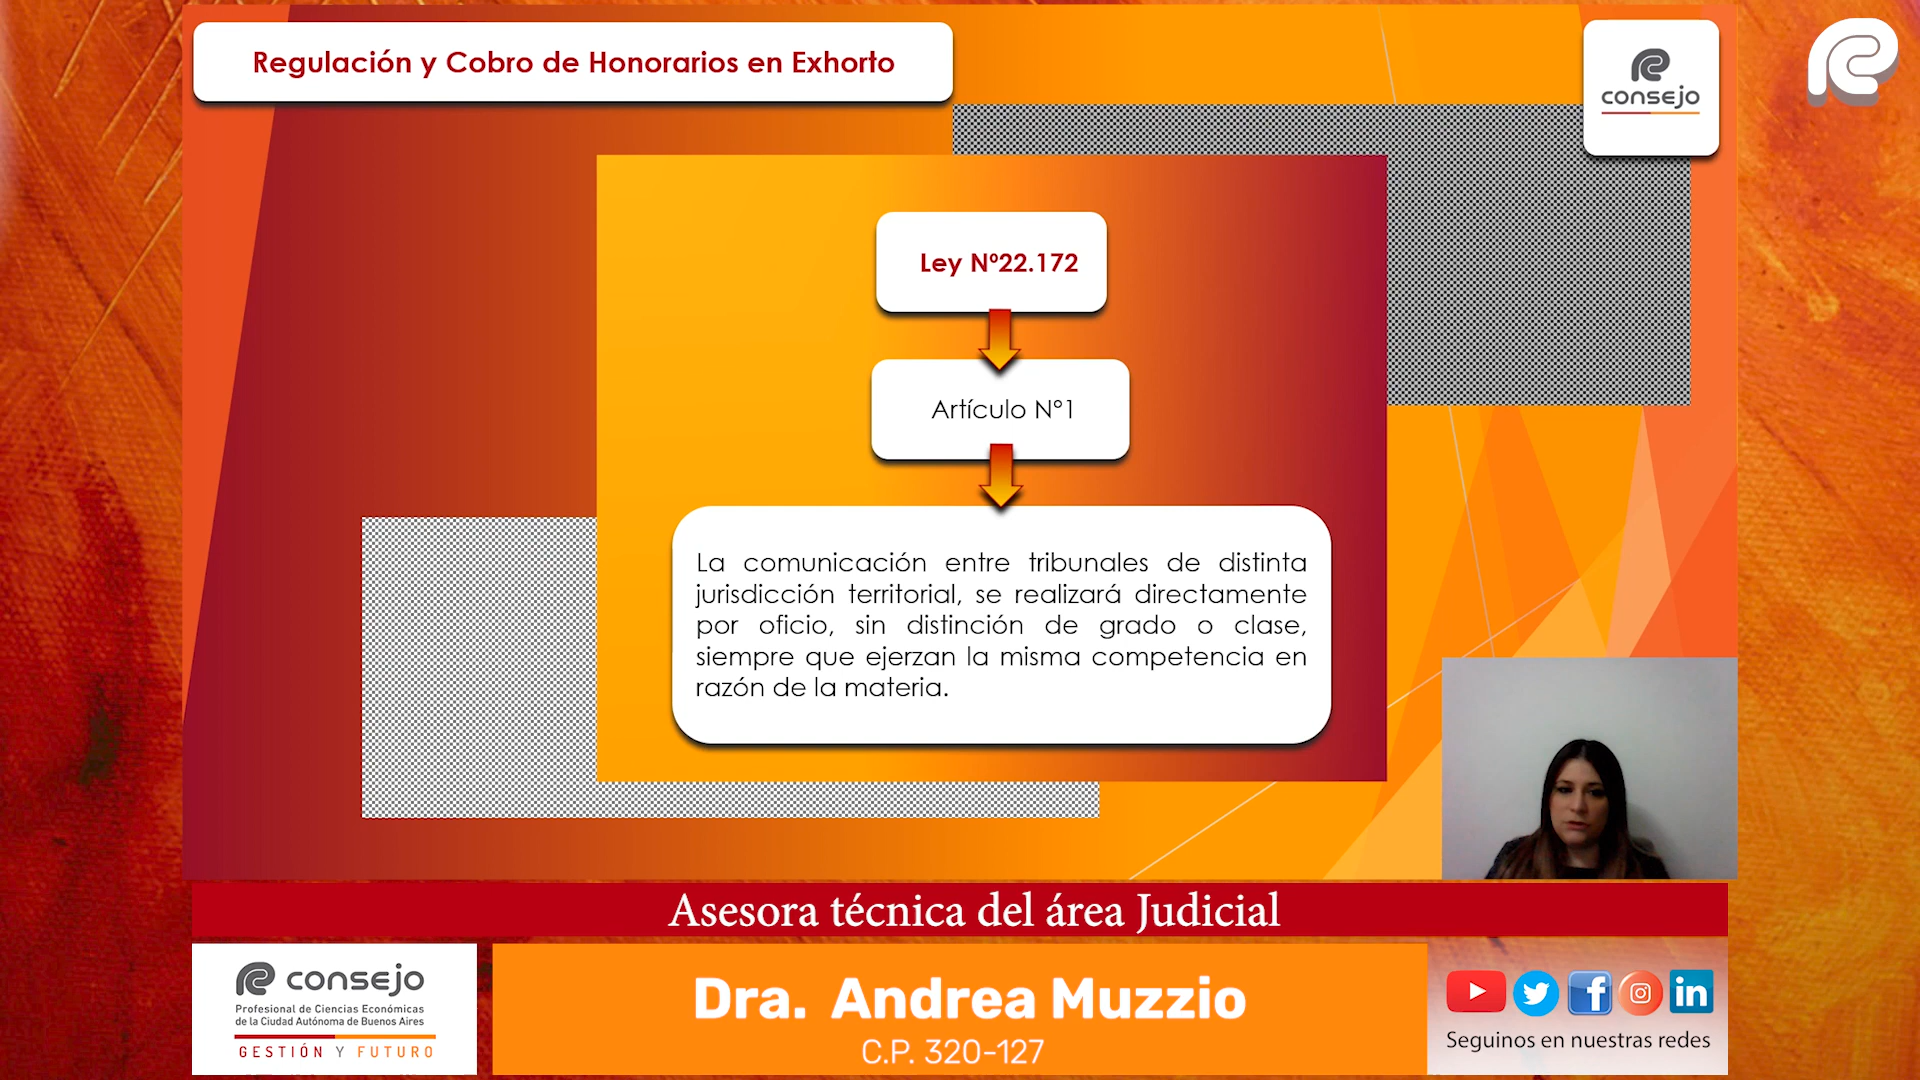 Regulación y Cobro de Honorarios en Exhorto
consejo
Ley Nº22.172
Artículo N°1
La comunicación entre tribunales de distinta
jurisdicción territorial, se realizará directamente
por oficio, sin distinción de grado o clase,
siempre que ejerzan la misma competencia en
razón de la materia.
Asesora técnica del área Judicial
consejo
Profesional de Ciencias Económicas
de la Ciudad Autónoma de Buenos Aires
GESTIÓN Y FUTURO
Dra. Andrea Muzzio
C.P. 320-127
Seguinos en nuestras redes